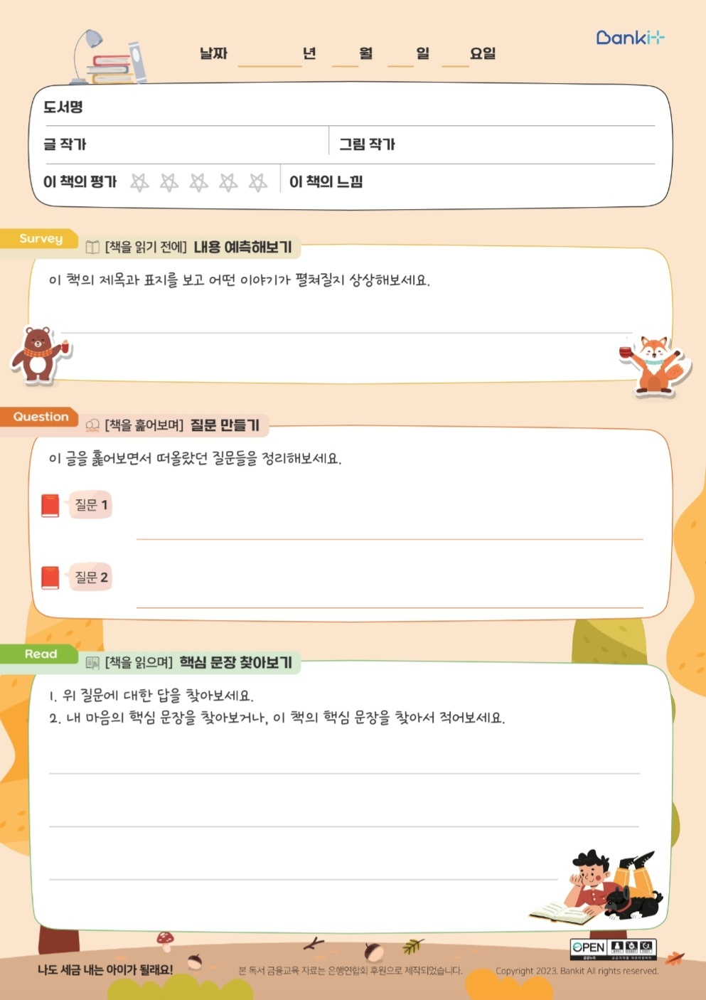 Bankit
날짜 년 월 일 요일
도서명
글 작가 그림 작가
이 책의 평가 이 책의 느낌
Survey
[책을 읽기 전에] 내용 예측해보기
이 책의 제목과 표지를 보고 어떤 이야기가 펼쳐질지 상상해보세요.
Question
[책을 훑어보며] 질문 만들기
이 글을 훑어보면서 떠올랐던 질문들을 정리해보세요.
질문 1
질문 2
Read
[책을 읽으며] 핵심 문장 찾아보기
1. 위 질문에 대한 답을 찾아보세요.
2. 내 마음의 핵심 문장을 찾아보거나, 이 책의 핵심 문장을 찾아서 적어보세요.
OPEN
공공누리
나도 세금 내는 아이가 될래요! 본 독서 금융교육 자료는 은행연합회 후원으로 제작되었습니다. Copyright 2023. Bankit All rights reserved.